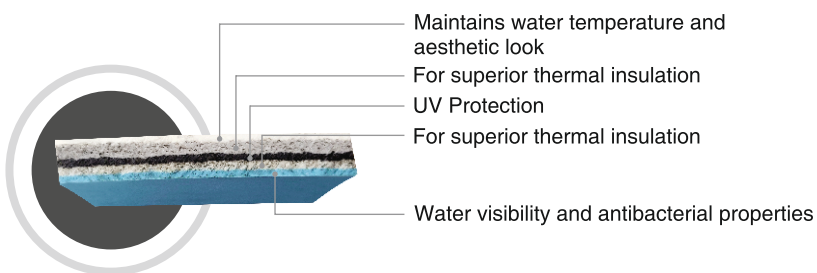 Maintains water temperature and
aesthetic look
For superior thermal insulation
UV Protection
For superior thermal insulation
Water visibility and antibacterial properties